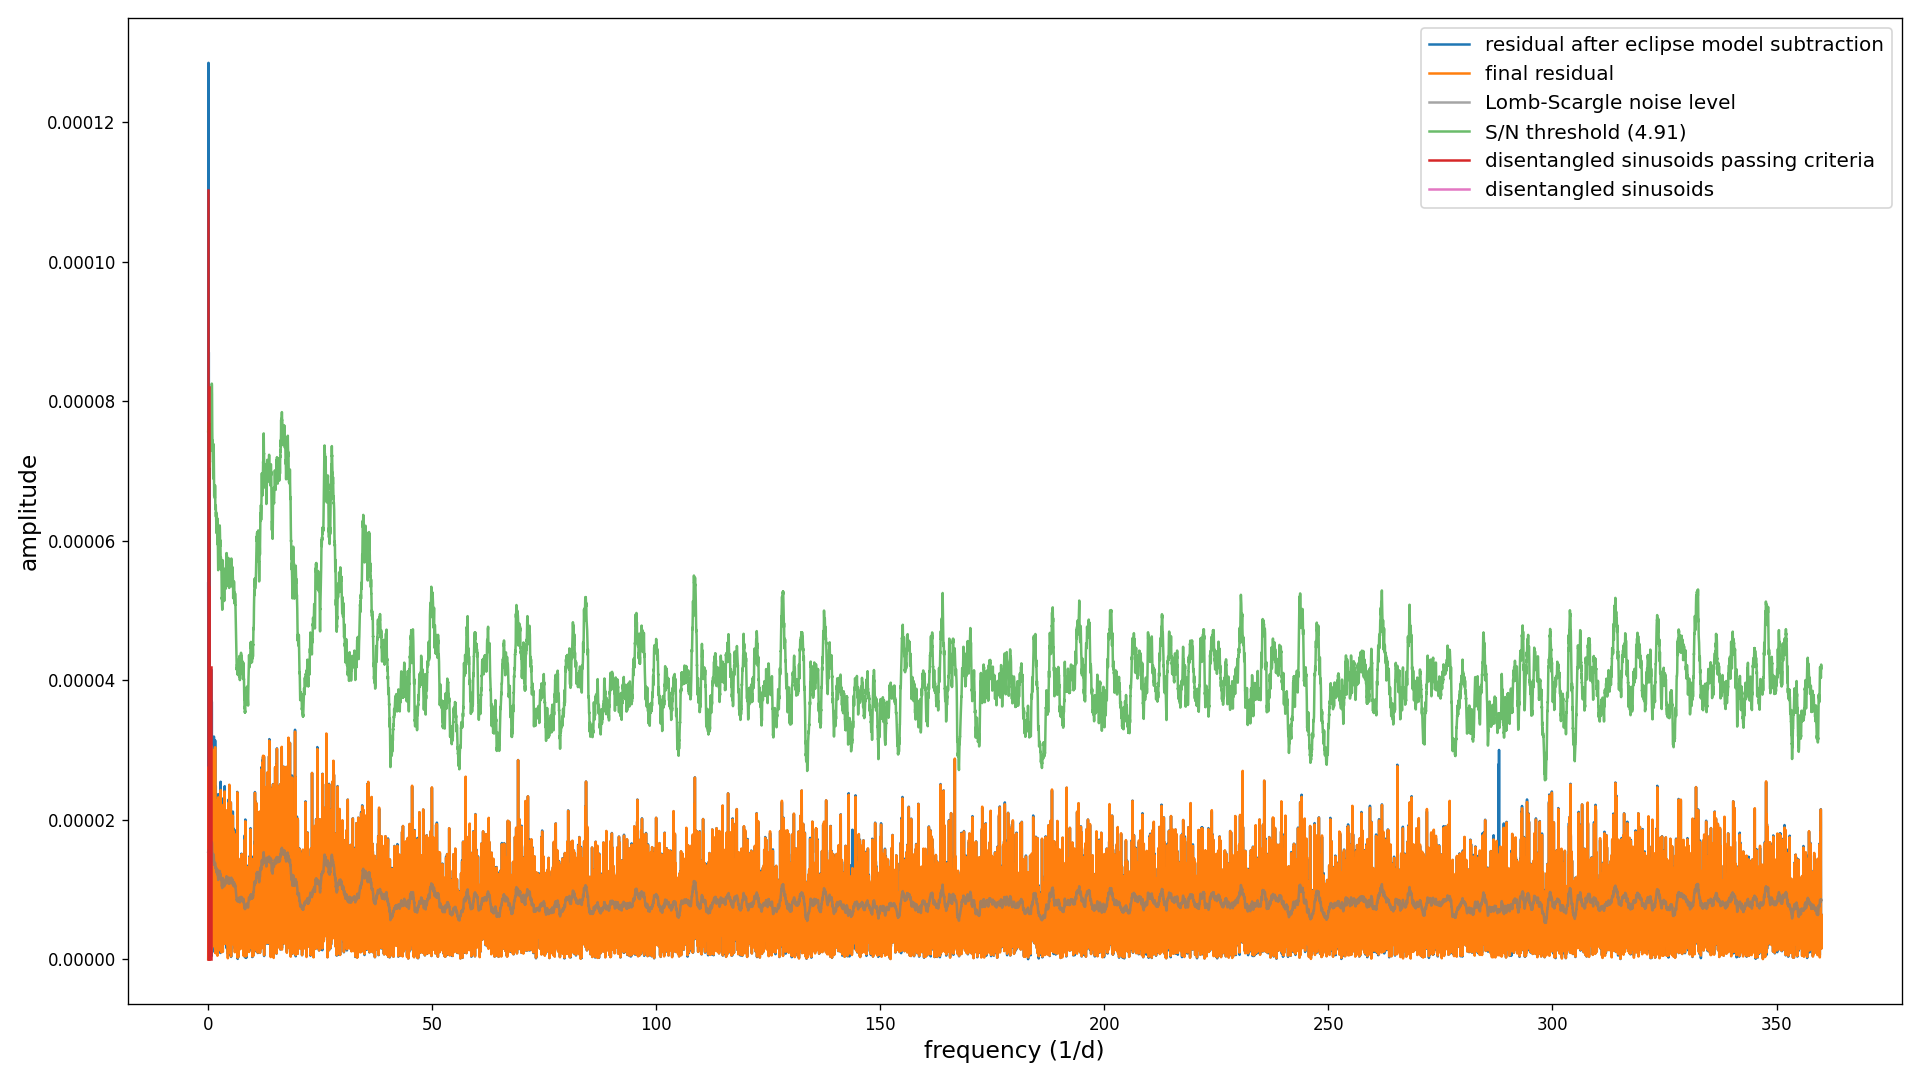 residual after eclipse model subtraction
final residual
Lomb-Scargle noise level
S/N threshold (4.91)
disentangled sinusoids passing criteria
disentangled sinusoids
0.00012
0.00010
0.00008
0.00006
0.00004
0.00002
0.00000
amplitude
0 50 100 150 200 250 300 350
frequency (1/d)